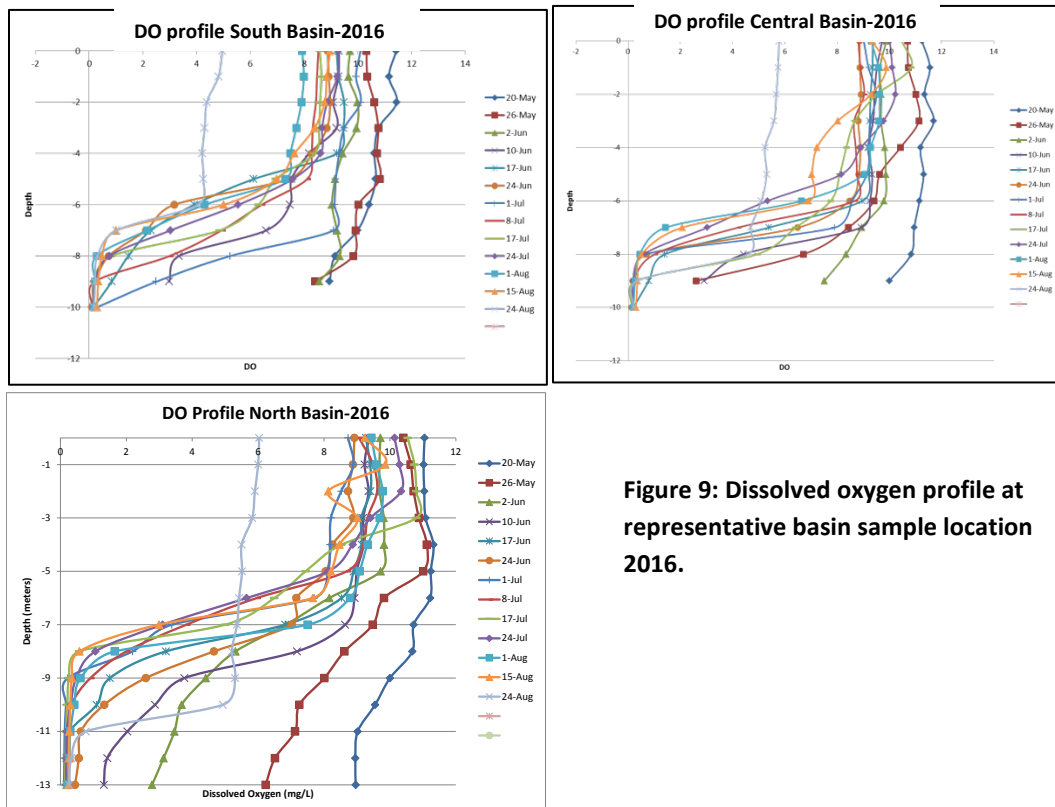 DO profile South Basin-2016
0 2 4 6 8 10 12 14
0
-2
-4
-6
-8
-10
-12
Depth
DO
20-May
26-May
2-Jun
10-Jun
17-Jun
24-Jun
1-Jul
8-Jul
17-Jul
24-Jul
1-Aug
15-Aug
24-Aug
DO profile Central Basin-2016
0 2 4 6 8 10 12 14
0
-2
-4
-6
-8
-10
-12
Depth
DO
20-May
26-May
2-Jun
10-Jun
17-Jun
24-Jun
1-Jul
8-Jul
17-Jul
24-Jul
1-Aug
15-Aug
24-Aug
DO Profile North Basin-2016
0 2 4 6 8 10 12
-1
-3
-5
-7
-9
-11
-13
Depth (meters)
Dissolved Oxygen (mg/L)
20-May
26-May
2-Jun
10-Jun
17-Jun
24-Jun
1-Jul
8-Jul
17-Jul
24-Jul
1-Aug
15-Aug
24-Aug
Figure 9: Dissolved oxygen profile at
representative basin sample location
2016.